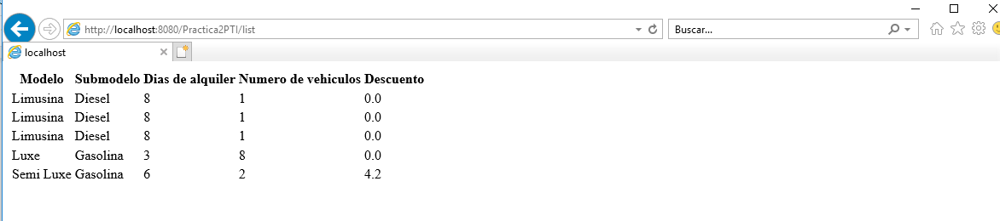 http://localhost:8080/Practica2PTI/list
Buscar...
localhost
Modelo Submodelo Dias de alquiler Numero de vehiculos Descuento
Limusina Diesel 8 1 0.0
Limusina Diesel 8 1 0.0
Limusina Diesel 8 1 0.0
Luxe Gasolina 3 8 0.0
Semi Luxe Gasolina 6 2 4.2